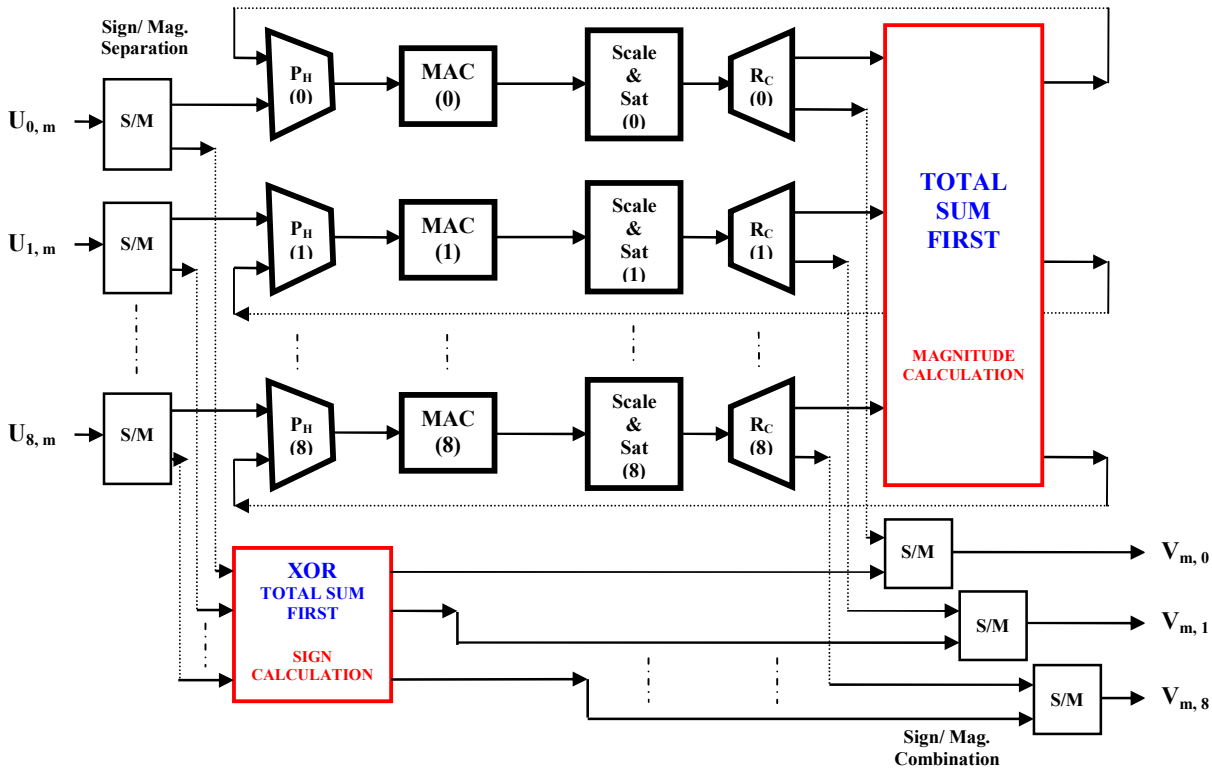 Sign/ Mag.
Separation
U0, m
S/M
PH
(0)
MAC
(0)
Scale
&
Sat
(0)
RC
(0)
U1, m
S/M
PH
(1)
MAC
(1)
Scale
&
Sat
(1)
RC
(1)
TOTAL
SUM
FIRST
MAGNITUDE
CALCULATION
U8, m
S/M
PH
(8)
MAC
(8)
Scale
&
Sat
(8)
RC
(8)
XOR
TOTAL SUM
FIRST
SIGN
CALCULATION
S/M
Vm, 0
S/M
Vm, 1
S/M
Vm, 8
Sign/ Mag.
Combination